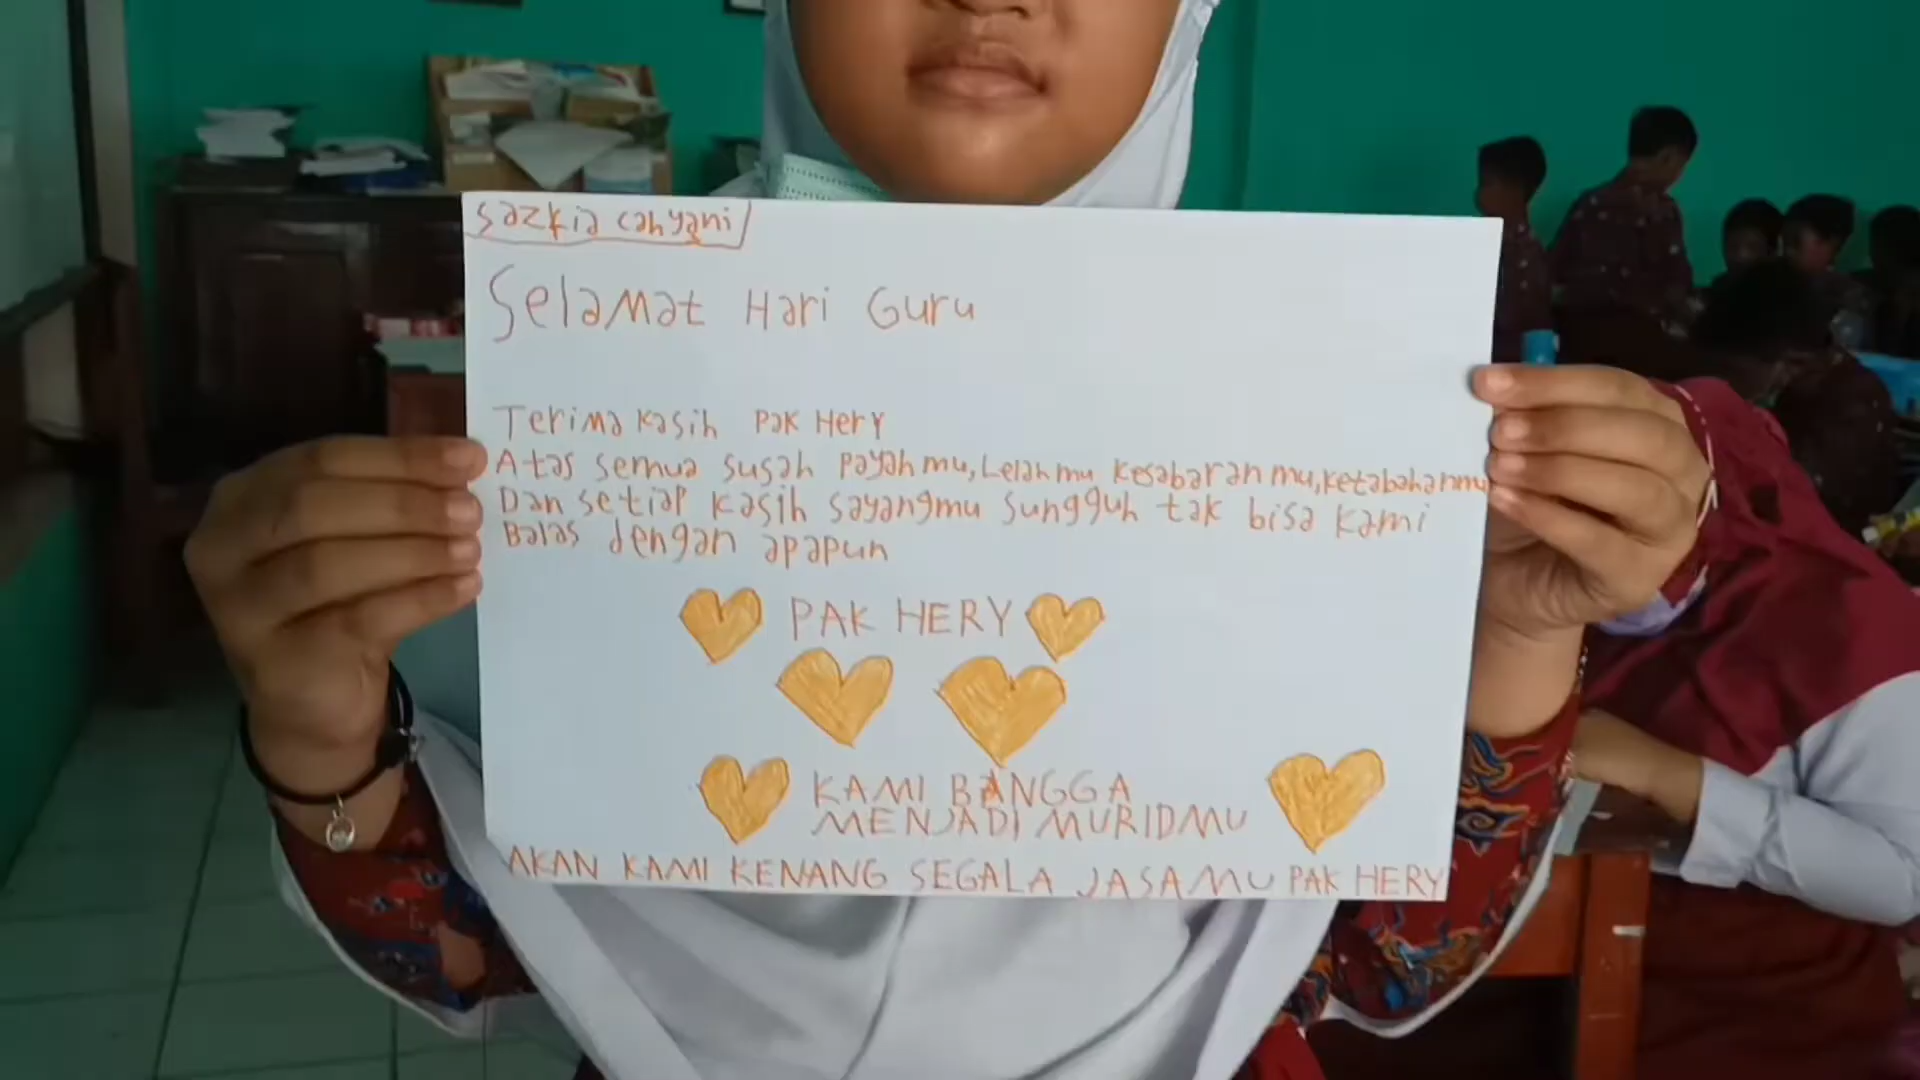 Sazkia cahyani
Selamat Hari Guru
Terima kasih pak Hery
Atas semua susah payahmu, Lelahmu kesabaranmu, ketabahanmu
Dan setiap kasih sayangmu sungguh tak bisa kami
Balas dengan apapun
PAK HERY
KAMI BANGGA
MENJADI MURIDMU
AKAN KAMI KENANG SEGALA JASAMU PAK HERY